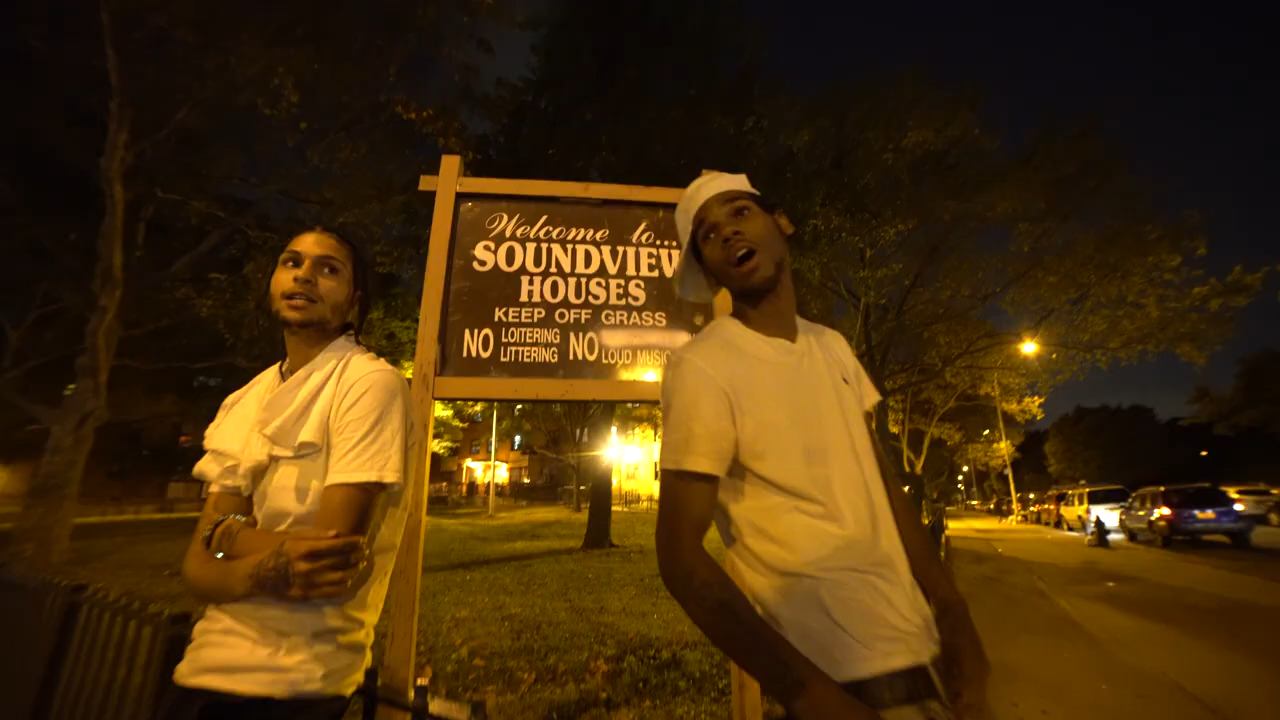 Welcome to...
SOUNDVIEW
HOUSES
KEEP OFF GRASS
NO LOITERING NO
LITTERING LOUD MUSIC